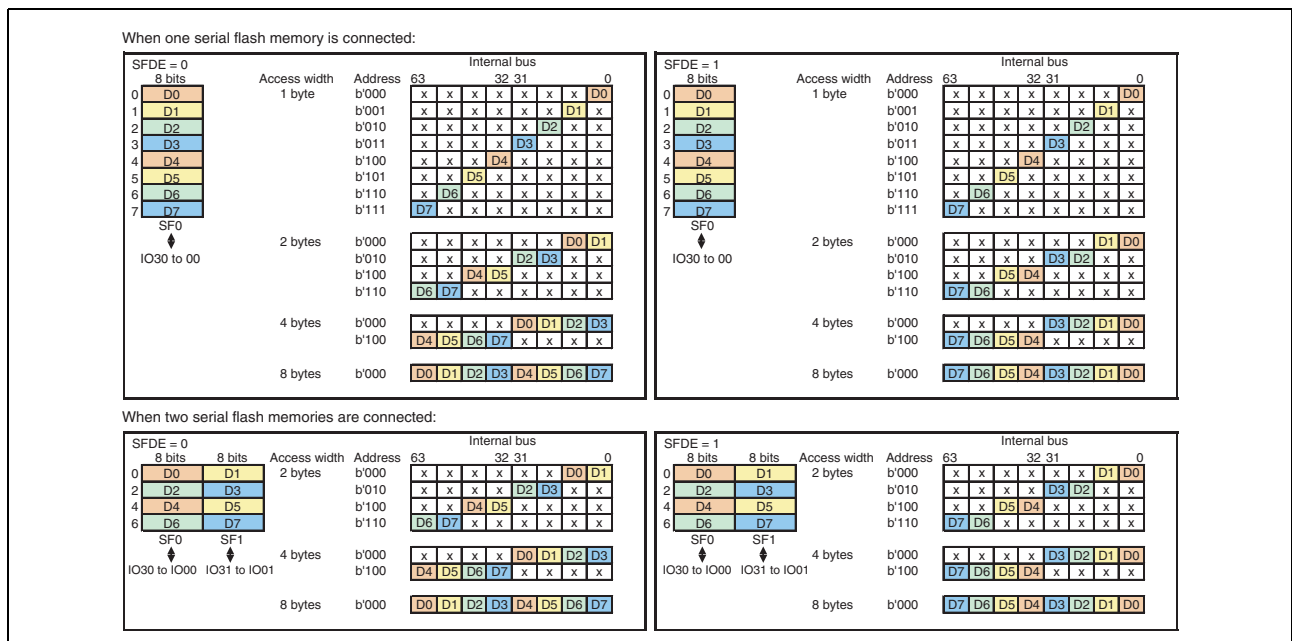 When one serial flash memory is connected:
SFDE = 0
Internal bus
8 bits Access width Address 63 32 31 0
0 D0 1 byte b'000 x x x x x x x D0
1 D1 b'001 x x x x x x D1 x
2 D2 b'010 x x x x x D2 x x
3 D3 b'011 x x x x D3 x x x
4 D4 b'100 x x x D4 x x x x
5 D5 b'101 x x D5 x x x x x
6 D6 b'110 x D6 x x x x x x
7 D7 b'111 D7 x x x x x x x
SF0
2 bytes b'000 x x x x x x D0 D1
IO30 to 00 b'010 x x x x D2 D3 x x
b'100 x x D4 D5 x x x x
b'110 D6 D7 x x x x x x
4 bytes b'000 x x x x D0 D1 D2 D3
b'100 D4 D5 D6 D7 x x x x
8 bytes b'000 D0 D1 D2 D3 D4 D5 D6 D7
SFDE = 1
Internal bus
8 bits Access width Address 63 32 31 0
0 D0 1 byte b'000 x x x x x x x D0
1 D1 b'001 x x x x x x D1 x
2 D2 b'010 x x x x x D2 x x
3 D3 b'011 x x x x D3 x x x
4 D4 b'100 x x x D4 x x x x
5 D5 b'101 x x D5 x x x x x
6 D6 b'110 x D6 x x x x x x
7 D7 b'111 D7 x x x x x x x
SF0
2 bytes b'000 x x x x x x D1 D0
IO30 to 00 b'010 x x x x D3 D2 x x
b'100 x x D5 D4 x x x x
b'110 D7 D6 x x x x x x
4 bytes b'000 x x x x D3 D2 D1 D0
b'100 D7 D6 D5 D4 x x x x
8 bytes b'000 D7 D6 D5 D4 D3 D2 D1 D0
When two serial flash memories are connected:
SFDE = 0
Internal bus
8 bits 8 bits Access width Address 63 32 31 0
0 D0 D1 2 bytes b'000 x x x x x x D0 D1
2 D2 D3 b'010 x x x x D2 D3 x x
4 D4 D5 b'100 x x D4 D5 x x x x
6 D6 D7 b'110 D6 D7 x x x x x x
SF0 SF1
4 bytes b'000 x x x x D0 D1 D2 D3
IO30 to IO00 IO31 to IO01 b'100 D4 D5 D6 D7 x x x x
8 bytes b'000 D0 D1 D2 D3 D4 D5 D6 D7
SFDE = 1
Internal bus
8 bits 8 bits Access width Address 63 32 31 0
0 D0 D1 2 bytes b'000 x x x x x x D1 D0
2 D2 D3 b'010 x x x x D3 D2 x x
4 D4 D5 b'100 x x D5 D4 x x x x
6 D6 D7 b'110 D7 D6 x x x x x x
SF0 SF1
4 bytes b'000 x x x x D3 D2 D1 D0
IO30 to IO00 IO31 to IO01 b'100 D7 D6 D5 D4 x x x x
8 bytes b'000 D7 D6 D5 D4 D3 D2 D1 D0